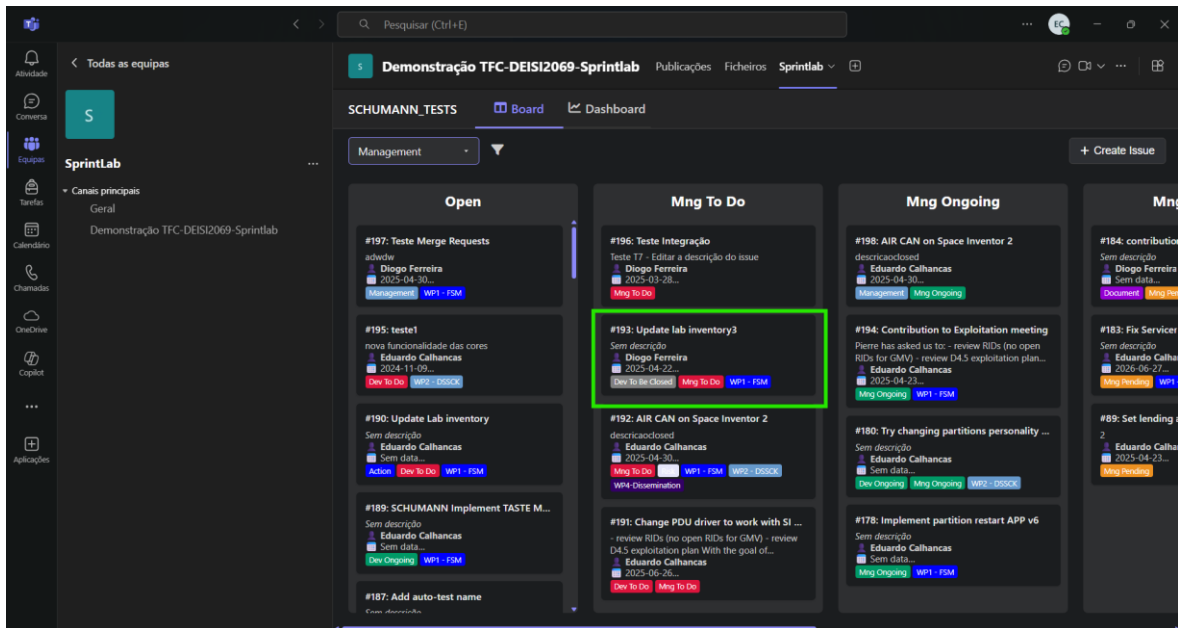 Pesquisar (Ctrl+E)
EC
Atividade
Conversa
Equipas
Tarefas
Calendário
Chamadas
OneDrive
Copilot
Aplicações
Todas as equipas
S
SprintLab
Canais principais
Geral
Demonstração TFC-DEISI2069-Sprintlab
S
Demonstração TFC-DEISI2069-Sprintlab Publicações Ficheiros Sprintlab
SCHUMANN_TESTS Board Dashboard
Management
+ Create Issue
Open
#197: Teste Merge Requests
adwdw
Diogo Ferreira
2025-04-30...
Management WP1 - FSM
#195: teste1
nova funcionalidade das cores
Eduardo Calhancas
2024-11-09...
Dev To Do WP2 - DSSCK
#190: Update Lab inventory
Sem descrição
Eduardo Calhancas
Sem data...
Action Dev To Do WP1 - FSM
#189: SCHUMANN Implement TASTE M...
Sem descrição
Eduardo Calhancas
Sem data...
Dev Ongoing WP1 - FSM
#187: Add auto-test name
Sem descrição
Mng To Do
#196: Teste Integração
Teste T7 - Editar a descrição do issue
Diogo Ferreira
2025-03-28...
Mng To Do
#193: Update lab inventory3
Sem descrição
Diogo Ferreira
2025-04-22...
Dev To Be Closed Mng To Do WP1 - FSM
#192: AIR CAN on Space Inventor 2
descricaoclosed
Eduardo Calhancas
2025-04-30...
Mng To Do WP1 - FSM WP2 - DSSCK
WP4-Dissemination
#191: Change PDU driver to work with SI ...
- review RIDs (no open RIDs for GMV) - review
D4.5 exploitation plan With the goal of...
Eduardo Calhancas
2025-06-26...
Dev To Do Mng To Do
Mng Ongoing
#198: AIR CAN on Space Inventor 2
descricaoclosed
Eduardo Calhancas
2025-04-30...
Management Mng Ongoing
#194: Contribution to Exploitation meeting
Pierre has asked us to: - review RIDs (no open
RIDs for GMV) - review D4.5 exploitation plan...
Eduardo Calhancas
2025-04-23...
Mng Ongoing WP1 - FSM
#180: Try changing partitions personality ...
Sem descrição
Eduardo Calhancas
Sem data...
Dev Ongoing Mng Ongoing WP2 - DSSCK
#178: Implement partition restart APP v6
Sem descrição
Eduardo Calhancas
Sem data...
Mng Ongoing WP1 - FSM
Mng
#184: contribution
Sem descrição
Diogo Ferreira
Sem data...
Document Mng Pen
#183: Fix Servicer
Sem descrição
Eduardo Calha
2026-06-27...
Mng Pending WP1 -
#89: Set lending a
2
Eduardo Calha
2025-04-23...
Mng Pending